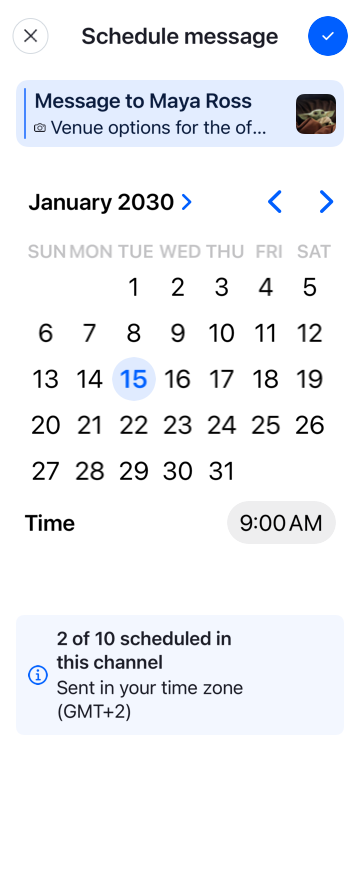 Schedule message
Message to Maya Ross
Venue options for the of...
January 2030
SUN MON TUE WED THU FRI SAT
1 2 3 4 5
6 7 8 9 10 11 12
13 14 15 16 17 18 19
20 21 22 23 24 25 26
27 28 29 30 31
Time 9:00 AM
2 of 10 scheduled in
this channel
Sent in your time zone
(GMT+2)